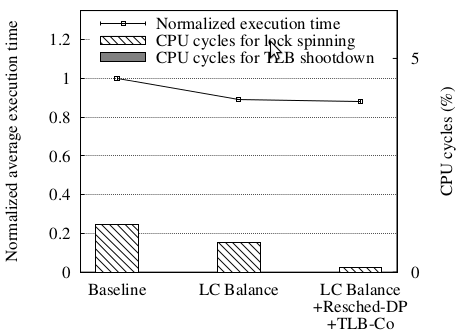 Normalized average execution time
1.2
1
0.8
0.6
0.4
0.2
0
Normalized execution time
CPU cycles for lock spinning
CPU cycles for TLB shootdown
5
0
CPU cycles (%)
Baseline
LC Balance
LC Balance
+Resched-DP
+TLB-Co